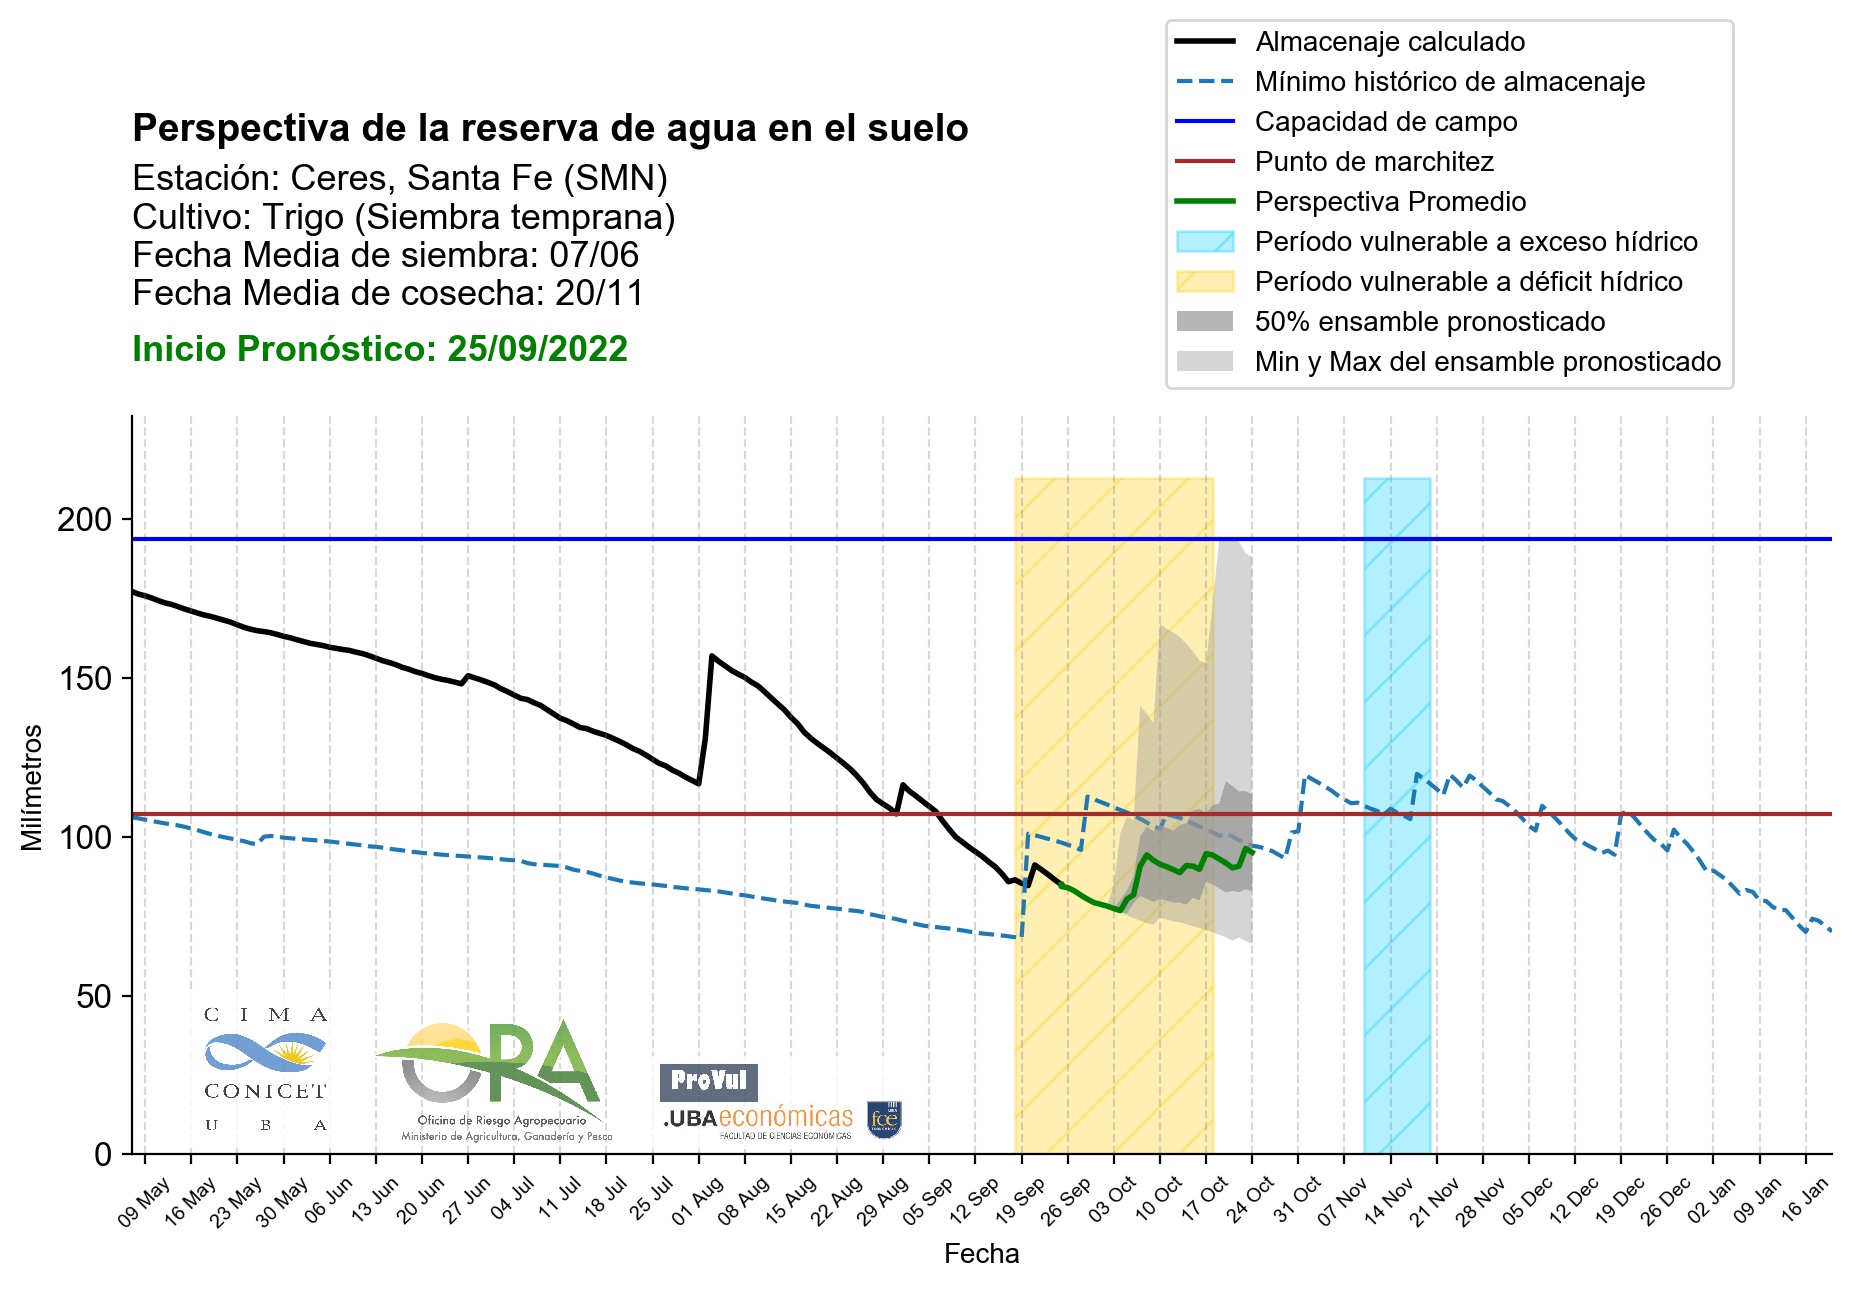 Almacenaje calculado
Mínimo histórico de almacenaje
Capacidad de campo
Punto de marchitez
Perspectiva Promedio
Período vulnerable a exceso hídrico
Período vulnerable a déficit hídrico
50% ensamble pronosticado
Min y Max del ensamble pronosticado
Perspectiva de la reserva de agua en el suelo
Estación: Ceres, Santa Fe (SMN)
Cultivo: Trigo (Siembra temprana)
Fecha Media de siembra: 07/06
Fecha Media de cosecha: 20/11
Inicio Pronóstico: 25/09/2022
Milímetros
200
150
100
50
0
CIMA
CONICET
UBA
OPA
Oficina de Riesgo Agropecuario
Ministerio de Agricultura, Ganadería y Pesca
ProVul
.UBAeconómicas
FACULTAD DE CIENCIAS ECONÓMICAS
fce
09 May
16 May
23 May
30 May
06 Jun
13 Jun
20 Jun
27 Jun
04 Jul
11 Jul
18 Jul
25 Jul
01 Aug
08 Aug
15 Aug
22 Aug
29 Aug
05 Sep
12 Sep
19 Sep
26 Sep
03 Oct
10 Oct
17 Oct
24 Oct
31 Oct
07 Nov
14 Nov
21 Nov
28 Nov
05 Dec
12 Dec
19 Dec
26 Dec
02 Jan
09 Jan
16 Jan
Fecha